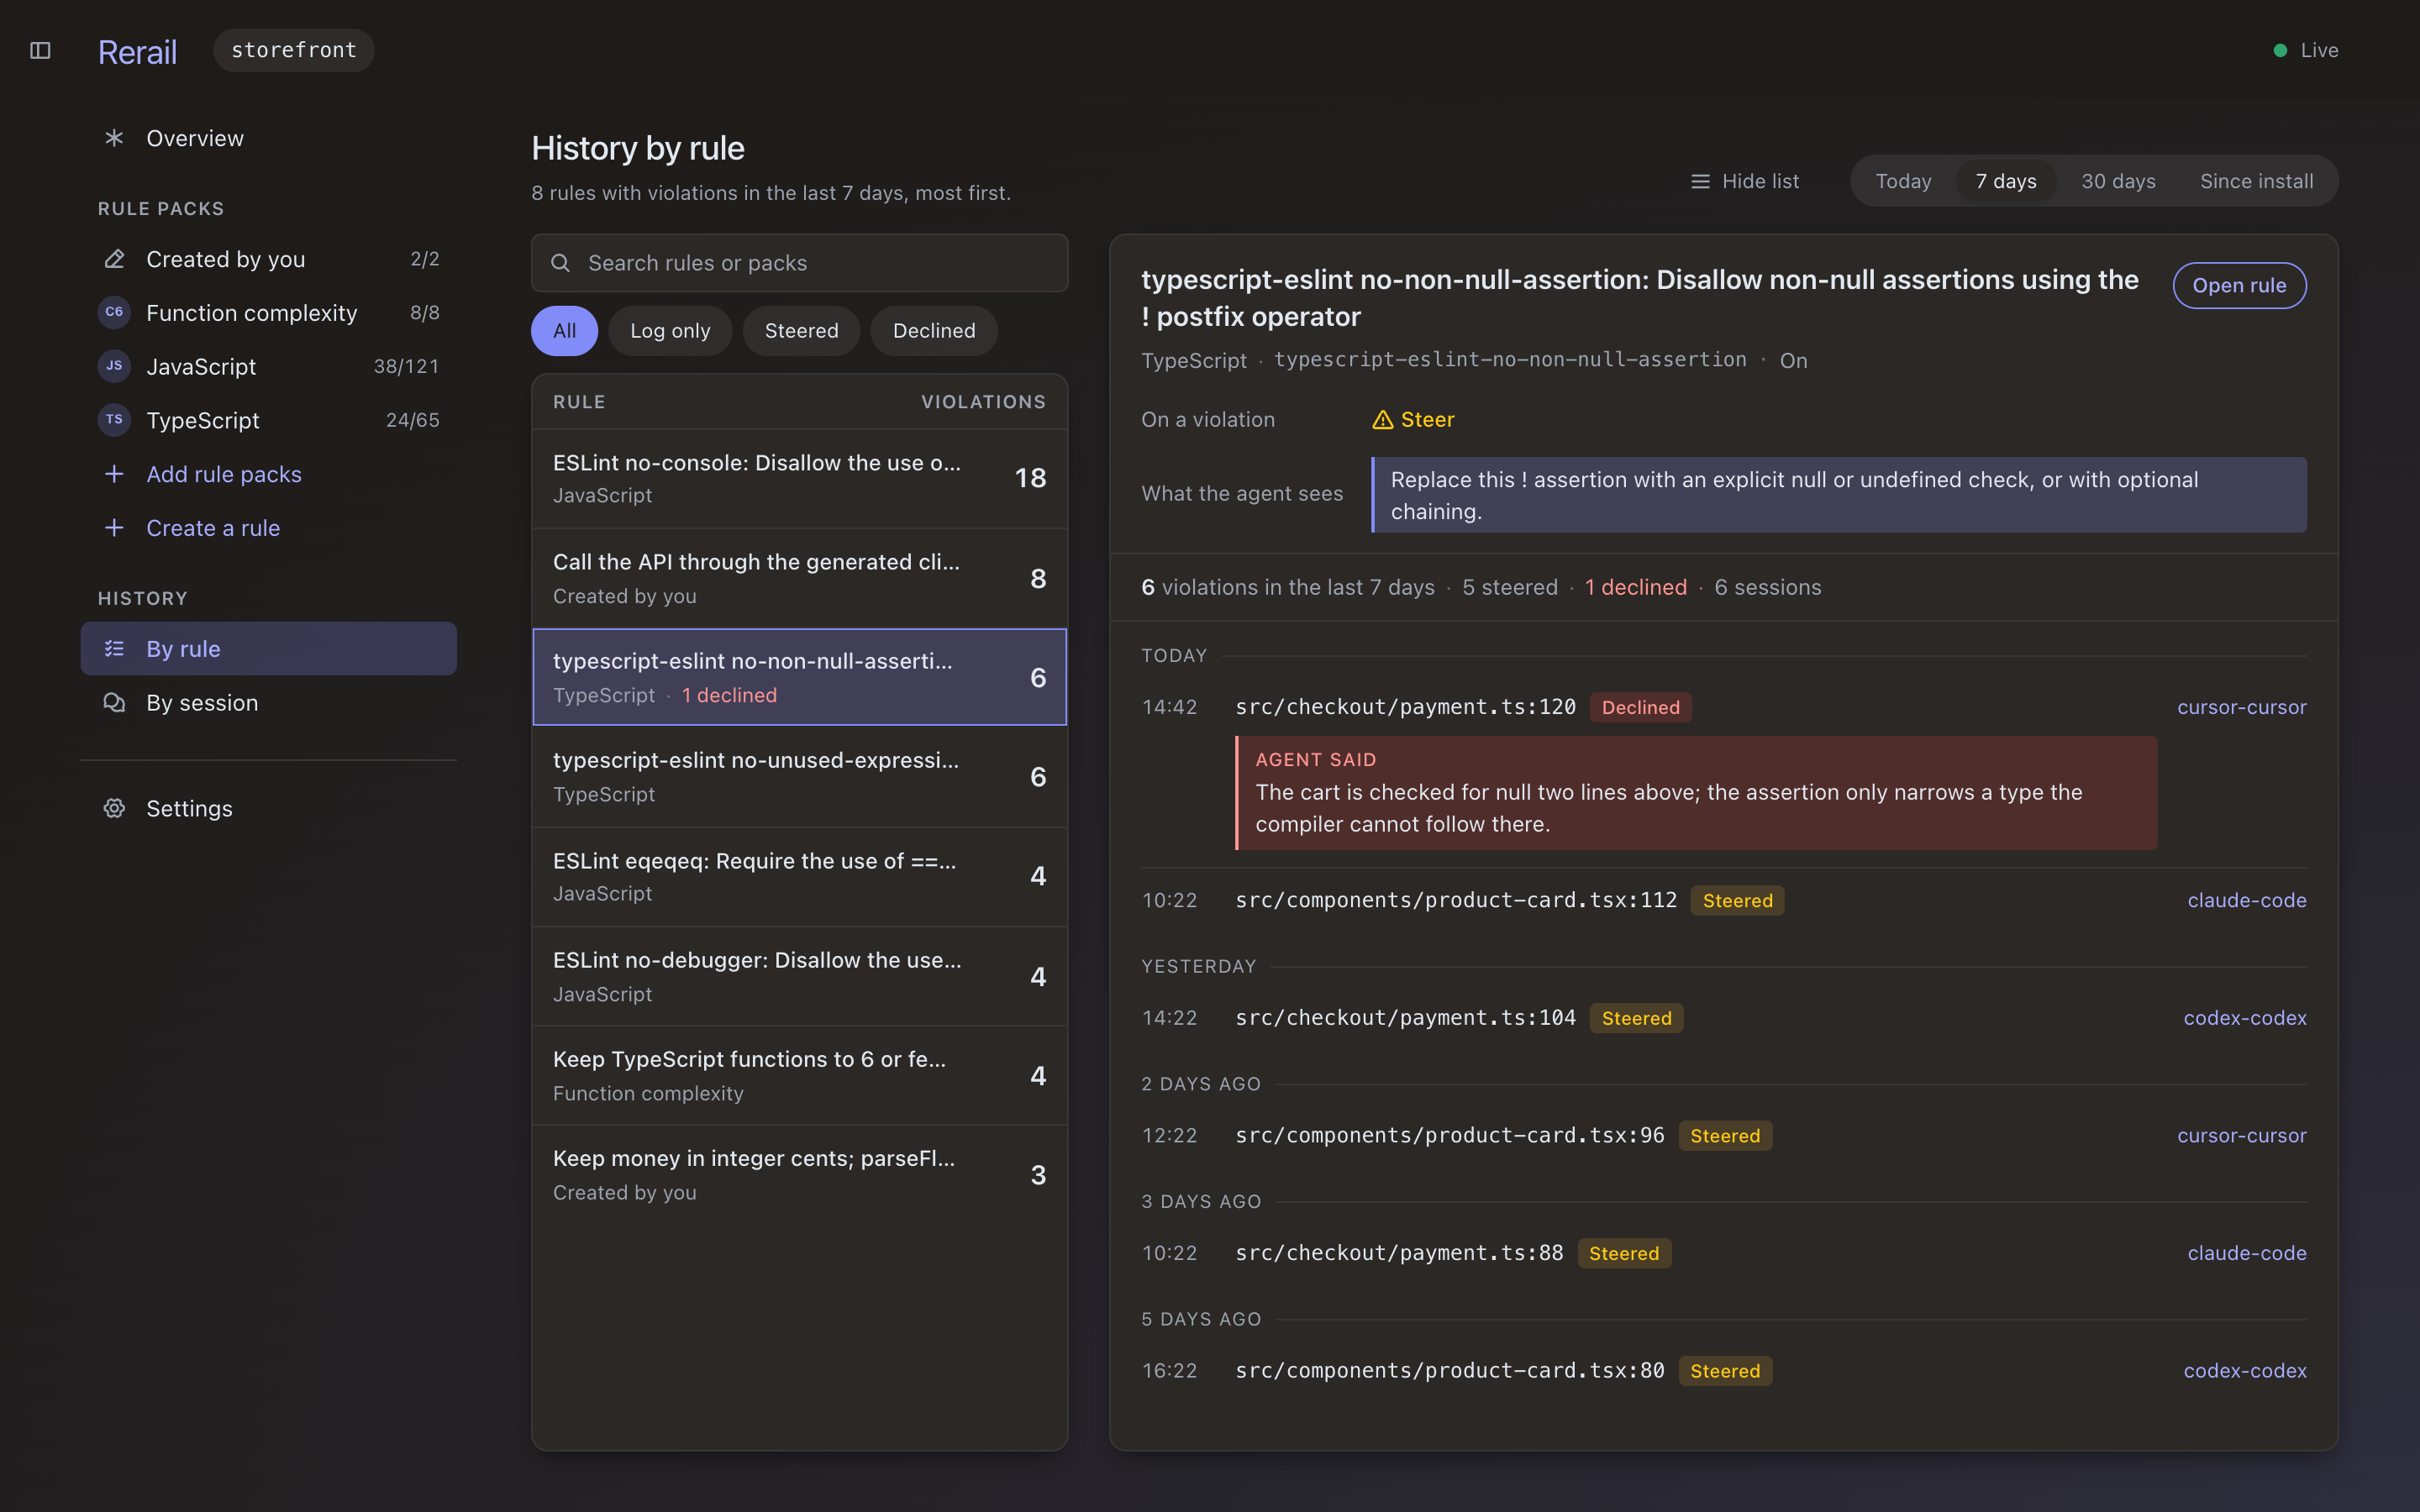 Rerail
storefront
Live
Overview
RULE PACKS
Created by you 2/2
C6 Function complexity 8/8
JS JavaScript 38/121
TS TypeScript 24/65
Add rule packs
Create a rule
HISTORY
By rule
By session
Settings
History by rule
8 rules with violations in the last 7 days, most first.
Hide list
Today 7 days 30 days Since install
Search rules or packs
All Log only Steered Declined
RULE VIOLATIONS
ESLint no-console: Disallow the use o... 18
JavaScript
Call the API through the generated cli... 8
Created by you
typescript-eslint no-non-null-asserti... 6
TypeScript · 1 declined
typescript-eslint no-unused-expressi... 6
TypeScript
ESLint eqeqeq: Require the use of ==... 4
JavaScript
ESLint no-debugger: Disallow the use... 4
JavaScript
Keep TypeScript functions to 6 or fe... 4
Function complexity
Keep money in integer cents; parseFl... 3
Created by you
typescript-eslint no-non-null-assertion: Disallow non-null assertions using the
! postfix operator
Open rule
TypeScript · typescript-eslint-no-non-null-assertion · On
On a violation Steer
What the agent sees
Replace this ! assertion with an explicit null or undefined check, or with optional
chaining.
6 violations in the last 7 days · 5 steered · 1 declined · 6 sessions
TODAY
14:42 src/checkout/payment.ts:120 Declined cursor-cursor
AGENT SAID
The cart is checked for null two lines above; the assertion only narrows a type the
compiler cannot follow there.
10:22 src/components/product-card.tsx:112 Steered claude-code
YESTERDAY
14:22 src/checkout/payment.ts:104 Steered codex-codex
2 DAYS AGO
12:22 src/components/product-card.tsx:96 Steered cursor-cursor
3 DAYS AGO
10:22 src/checkout/payment.ts:88 Steered claude-code
5 DAYS AGO
16:22 src/components/product-card.tsx:80 Steered codex-codex